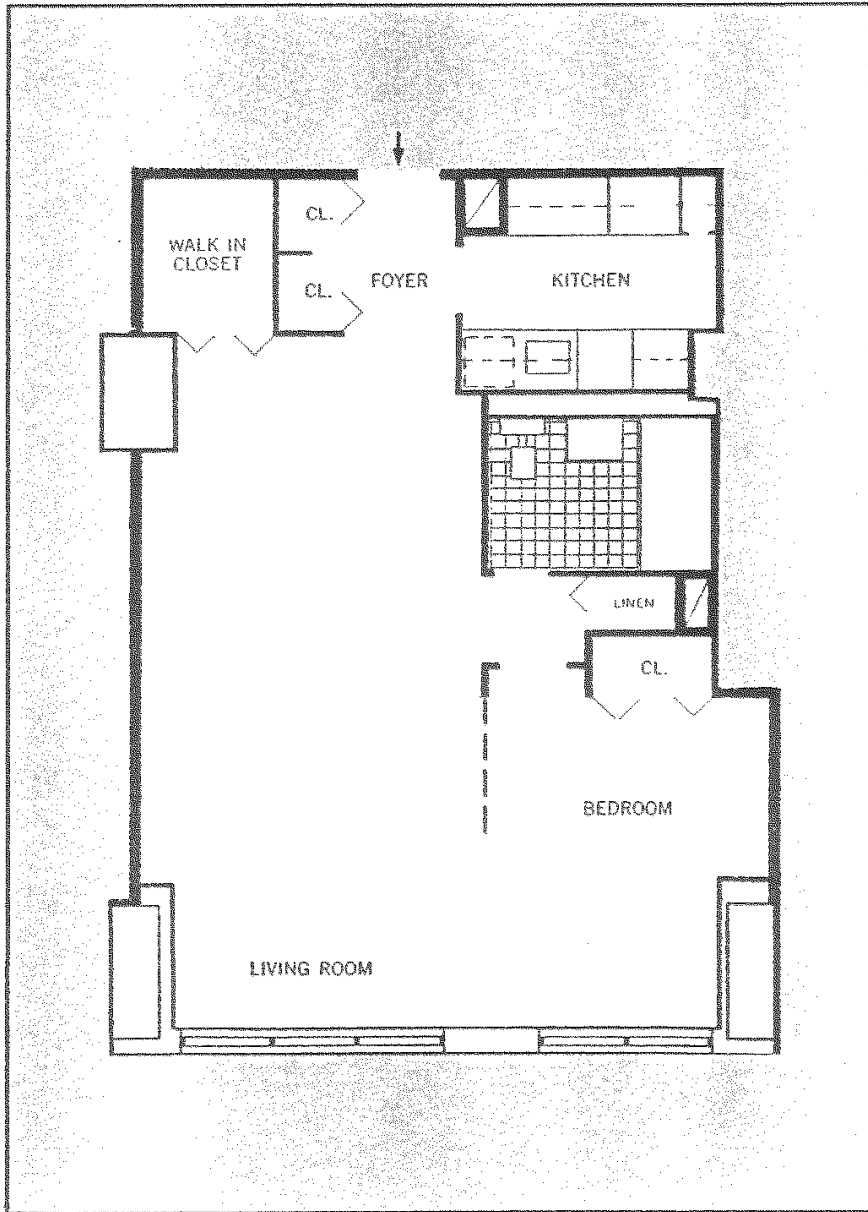 CL.
WALK IN
CLOSET
CL.
FOYER
KITCHEN
LINEN
CL.
BEDROOM
LIVING ROOM